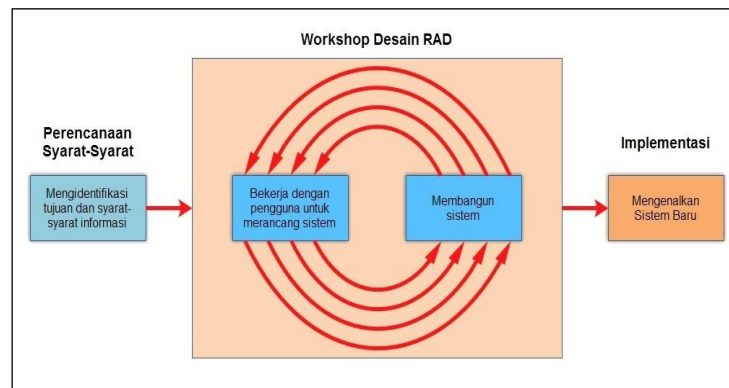 Workshop Desain RAD
Perencanaan
Syarat-Syarat
Mengidentifikasi
tujuan dan syarat-
syarat informasi
Bekerja dengan
pengguna untuk
merancang sistem
Membangun
sistem
Implementasi
Mengenalkan
Sistem Baru